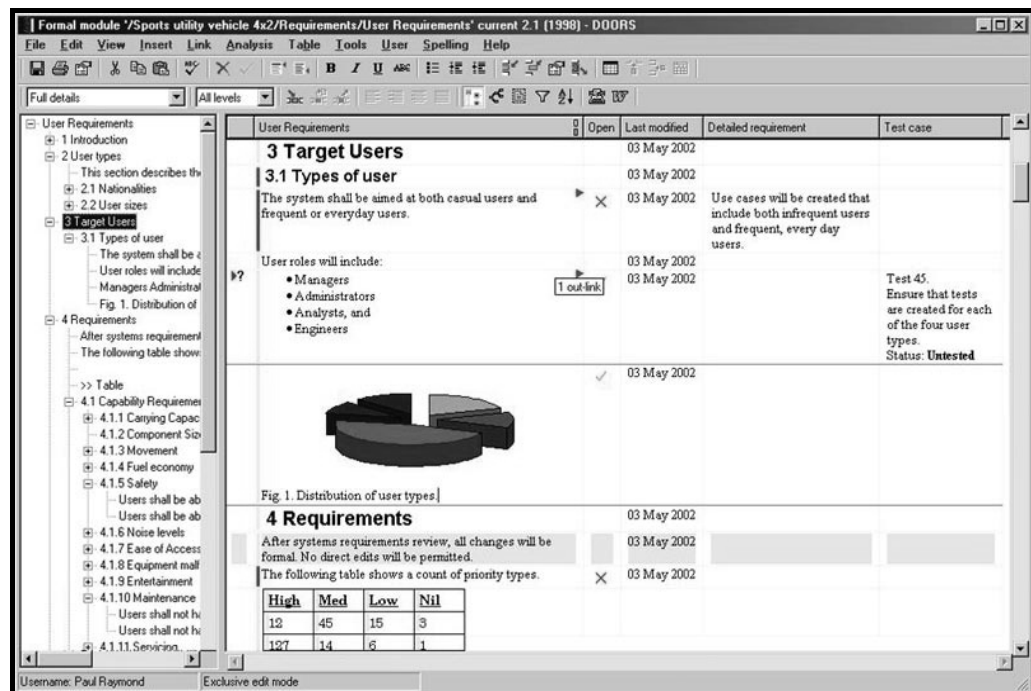 Formal module '/Sports utility vehicle 4x2/Requirements/User Requirements' current 2.1 (1998) - DOORS
File Edit View Insert Link Analysis Table Tools User Spelling Help
B I U ABC
Full details All levels
User Requirements
1 Introduction
2 User types
This section describes the
2.1 Nationalities
2.2 User sizes
3 Target Users
3.1 Types of user
The system shall be a
User roles will include
Managers Administrat
Fig. 1. Distribution of
4 Requirements
After systems requirement
The following table show
>> Table
4.1 Capability Requiremen
4.1.1 Carrying Capac
4.1.2 Component Siz
4.1.3 Movement
4.1.4 Fuel economy
4.1.5 Safety
Users shall be ab
Users shall be ab
4.1.6 Noise levels
4.1.7 Ease of Access
4.1.8 Equipment malf
4.1.9 Entertainment
4.1.10 Maintenance
Users shall not ha
Users shall not ha
4.1.11 Servicing
User Requirements Open Last modified Detailed requirement Test case
3 Target Users 03 May 2002
3.1 Types of user 03 May 2002
The system shall be aimed at both casual users and 03 May 2002 Use cases will be created that
frequent or everyday users. include both infrequent users
and frequent, every day
users.
User roles will include: 03 May 2002
• Managers 03 May 2002 Test 45.
1 out-link
• Administrators Ensure that tests
• Analysts, and are created for each
• Engineers of the four user
types.
Status: Untested
03 May 2002
Fig. 1. Distribution of user types.
4 Requirements 03 May 2002
After systems requirements review, all changes will be 03 May 2002
formal. No direct edits will be permitted.
The following table shows a count of priority types. 03 May 2002
High Med Low Nil
12 45 15 3
127 14 6 1
Username: Paul Raymond Exclusive edit mode